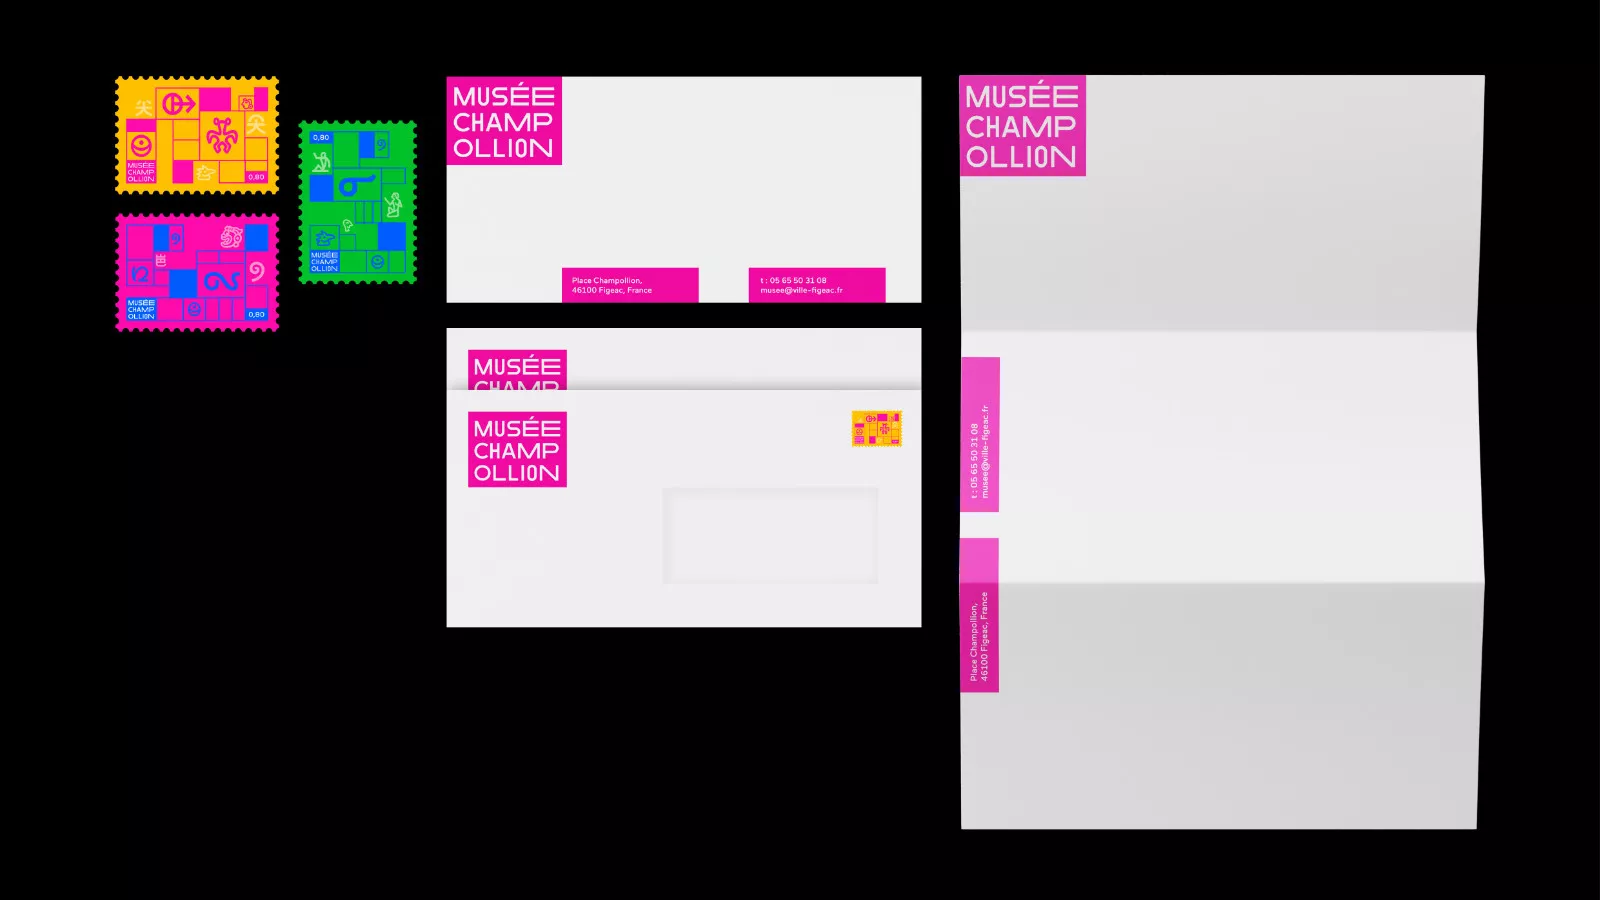 MUSÉE
CHAMP
OLLION
0,80
MUSÉE
CHAMP
OLLION
0,80
0,80
MUSÉE
CHAMP
OLLION
MUSÉE
CHAMP
OLLION
Place Champollion,
46100 Figeac, France
t : 05 65 50 31 08
musee@ville-figeac.fr
MUSÉE
CHAMP
MUSÉE
CHAMP
OLLION
MUSÉE
CHAMP
OLLION
t : 05 65 50 31 08
musee@ville-figeac.fr
Place Champollion,
46100 Figeac, France